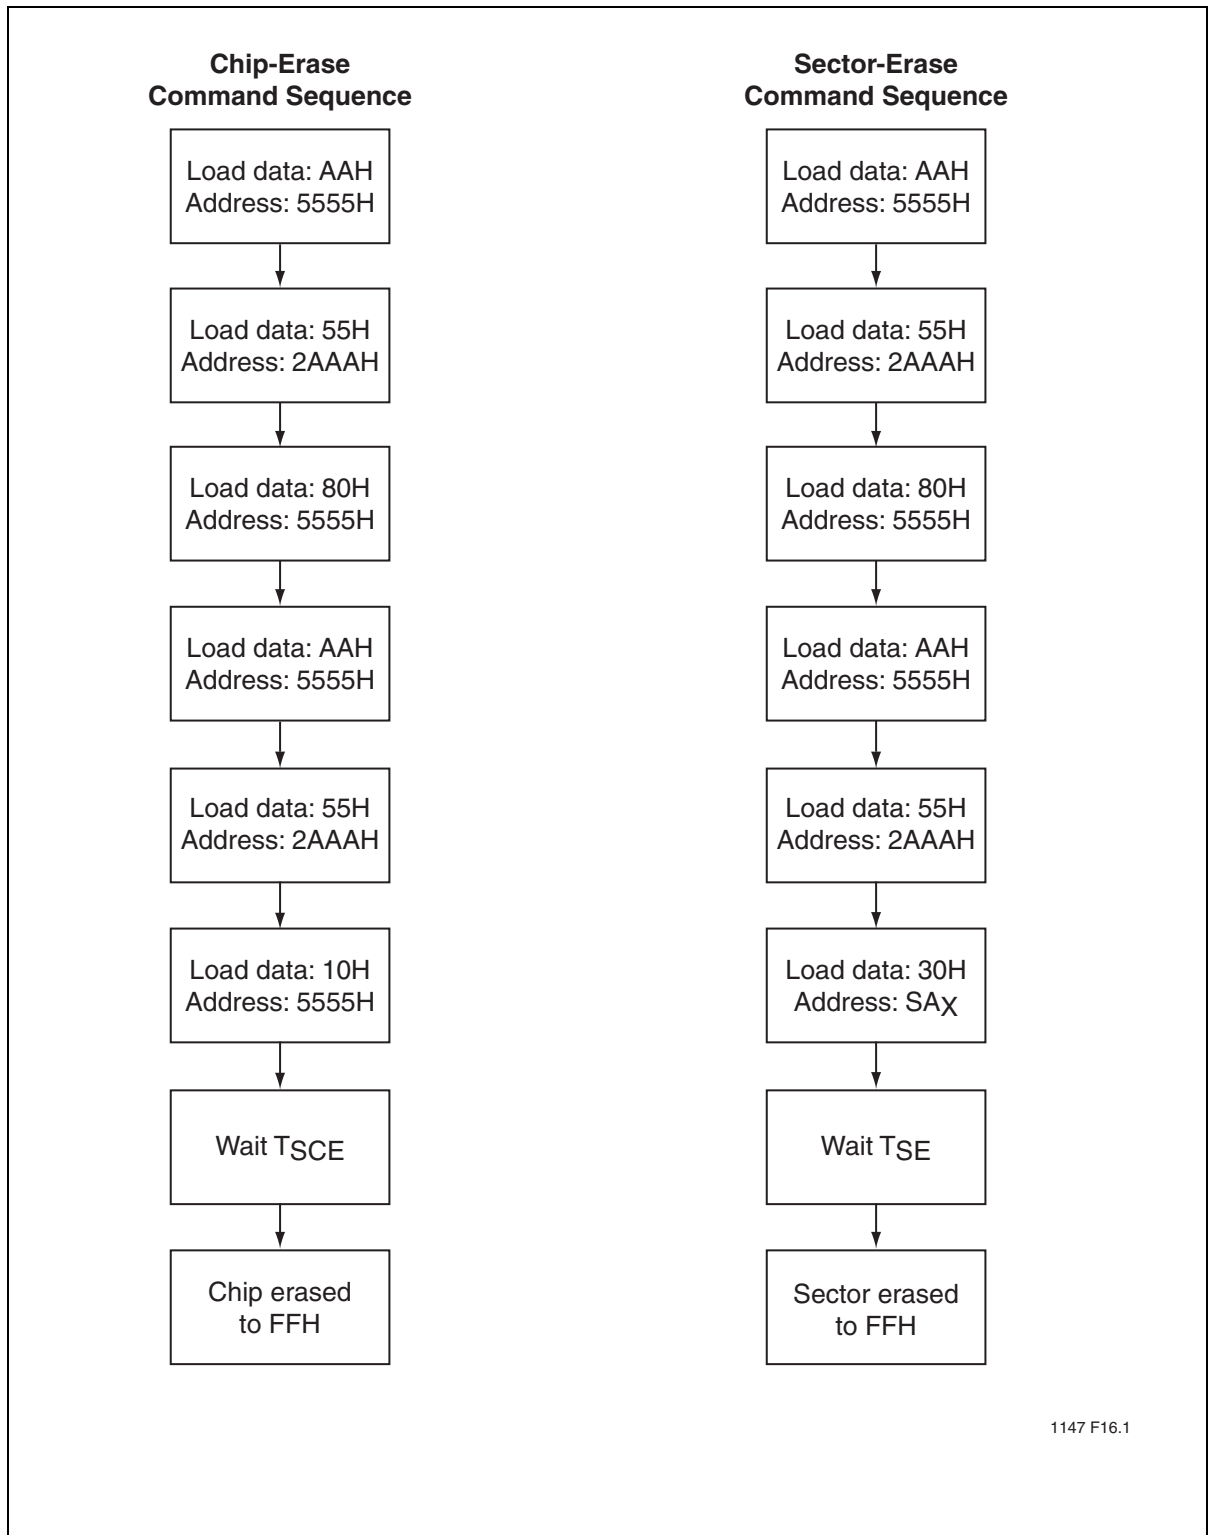 Chip-Erase
Command Sequence
Load data: AAH
Address: 5555H
Load data: 55H
Address: 2AAAH
Load data: 80H
Address: 5555H
Load data: AAH
Address: 5555H
Load data: 55H
Address: 2AAAH
Load data: 10H
Address: 5555H
Wait TSCE
Chip erased
to FFH
Sector-Erase
Command Sequence
Load data: AAH
Address: 5555H
Load data: 55H
Address: 2AAAH
Load data: 80H
Address: 5555H
Load data: AAH
Address: 5555H
Load data: 55H
Address: 2AAAH
Load data: 30H
Address: SAX
Wait TSE
Sector erased
to FFH
1147 F16.1